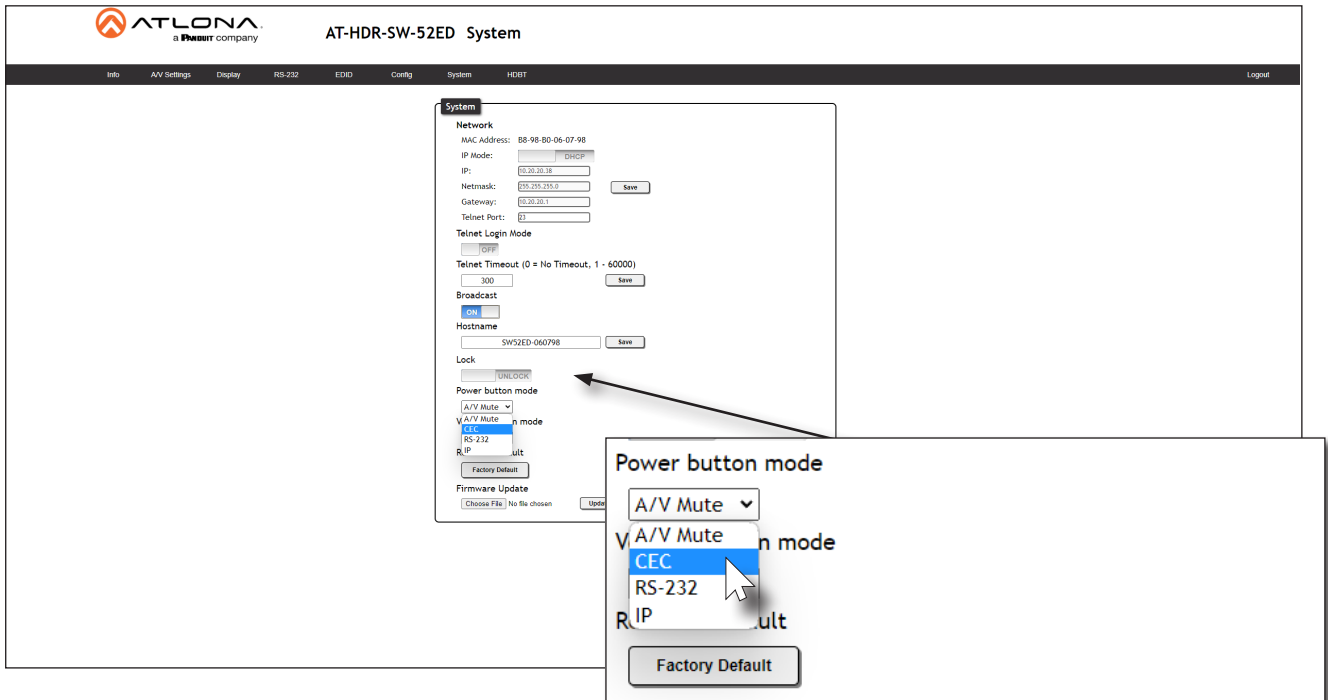 ATLONA.
a PANDUIT company
AT-HDR-SW-52ED System
Info A/V Settings Display RS-232 EDID Config System HDBT Logout
System
Network
MAC Address: B8-98-B0-06-07-98
IP Mode: DHCP
IP: 10.20.20.38
Netmask: 255.255.255.0 Save
Gateway: 10.20.20.1
Telnet Port: 23
Telnet Login Mode
OFF
Telnet Timeout (0 = No Timeout, 1 - 60000)
300 Save
Broadcast
ON
Hostname
SW52ED-060798 Save
Lock
UNLOCK
Power button mode
A/V Mute
A/V Mute
V n mode
CEC
RS-232
IP
R ult
Factory Default
Firmware Update
Choose File No file chosen Upda
Power button mode
A/V Mute
A/V Mute
V n mode
CEC
RS-232
IP
R ult
Factory Default